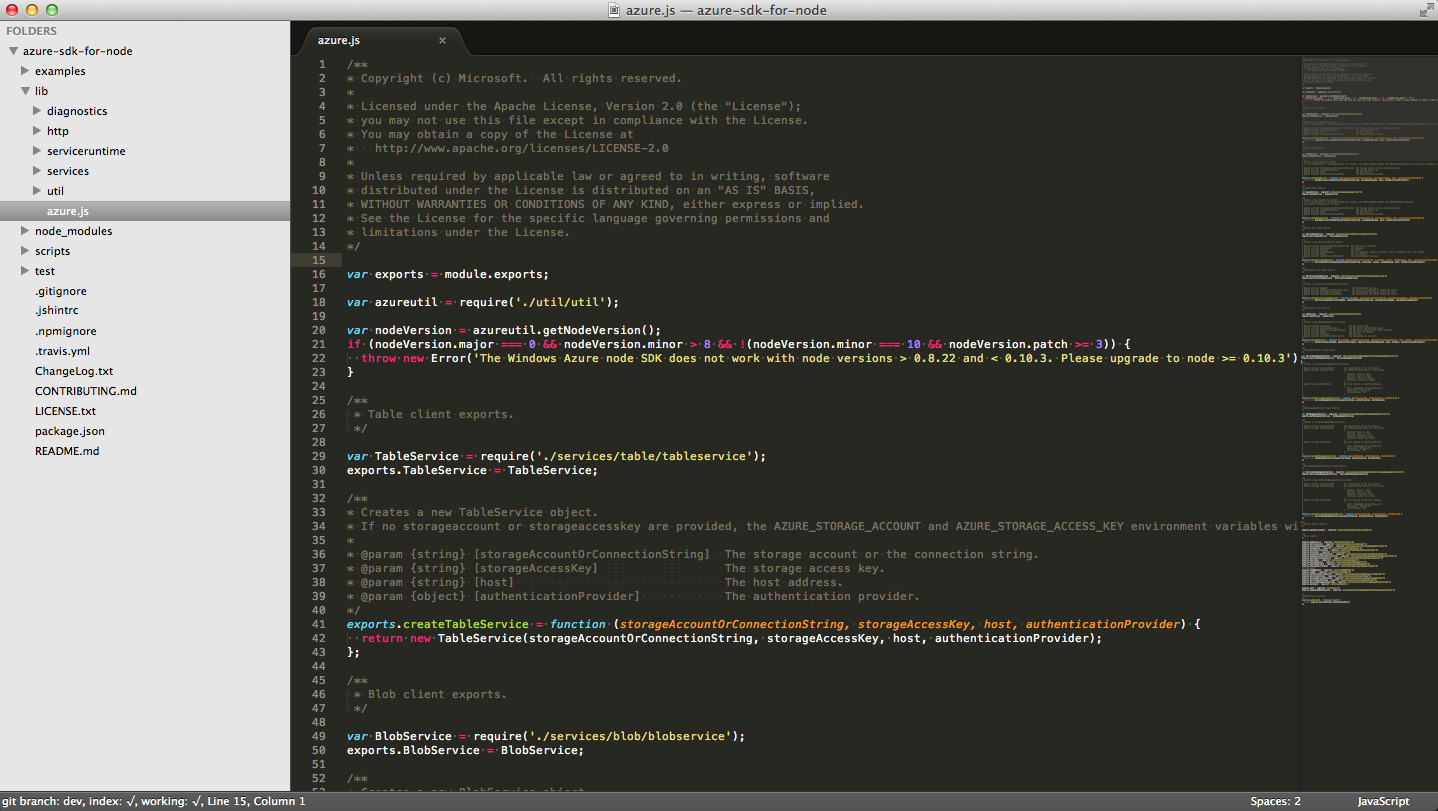 azure.js — azure-sdk-for-node
FOLDERS
azure-sdk-for-node
examples
lib
diagnostics
http
serviceruntime
services
util
azure.js
node_modules
scripts
test
.gitignore
.jshintrc
.npmignore
.travis.yml
ChangeLog.txt
CONTRIBUTING.md
LICENSE.txt
package.json
README.md
azure.js ×
1 /**
2 * Copyright (c) Microsoft.  All rights reserved.
3 *
4 * Licensed under the Apache License, Version 2.0 (the "License");
5 * you may not use this file except in compliance with the License.
6 * You may obtain a copy of the License at
7 *   http://www.apache.org/licenses/LICENSE-2.0
8 *
9 * Unless required by applicable law or agreed to in writing, software
10 * distributed under the License is distributed on an "AS IS" BASIS,
11 * WITHOUT WARRANTIES OR CONDITIONS OF ANY KIND, either express or implied.
12 * See the License for the specific language governing permissions and
13 * limitations under the License.
14 */
15
16 var exports = module.exports;
17
18 var azureutil = require('./util/util');
19
20 var nodeVersion = azureutil.getNodeVersion();
21 if (nodeVersion.major === 0 && nodeVersion.minor > 8 && !(nodeVersion.minor === 10 && nodeVersion.patch >= 3)) {
22   throw new Error('The Windows Azure node SDK does not work with node versions > 0.8.22 and < 0.10.3. Please upgrade to node >= 0.10.3');
23 }
24
25 /**
26  * Table client exports.
27  */
28
29 var TableService = require('./services/table/tableservice');
30 exports.TableService = TableService;
31
32 /**
33 * Creates a new TableService object.
34 * If no storageaccount or storageaccesskey are provided, the AZURE_STORAGE_ACCOUNT and AZURE_STORAGE_ACCESS_KEY environment variables wi
35 *
36 * @param {string} [storageAccountOrConnectionString]  The storage account or the connection string.
37 * @param {string} [storageAccessKey]                  The storage access key.
38 * @param {string} [host]                              The host address.
39 * @param {object} [authenticationProvider]            The authentication provider.
40 */
41 exports.createTableService = function (storageAccountOrConnectionString, storageAccessKey, host, authenticationProvider) {
42   return new TableService(storageAccountOrConnectionString, storageAccessKey, host, authenticationProvider);
43 };
44
45 /**
46  * Blob client exports.
47  */
48
49 var BlobService = require('./services/blob/blobservice');
50 exports.BlobService = BlobService;
51
52 /**
* Creates a new BlobService object
git branch: dev, index: √, working: √, Line 15, Column 1
Spaces: 2
JavaScript